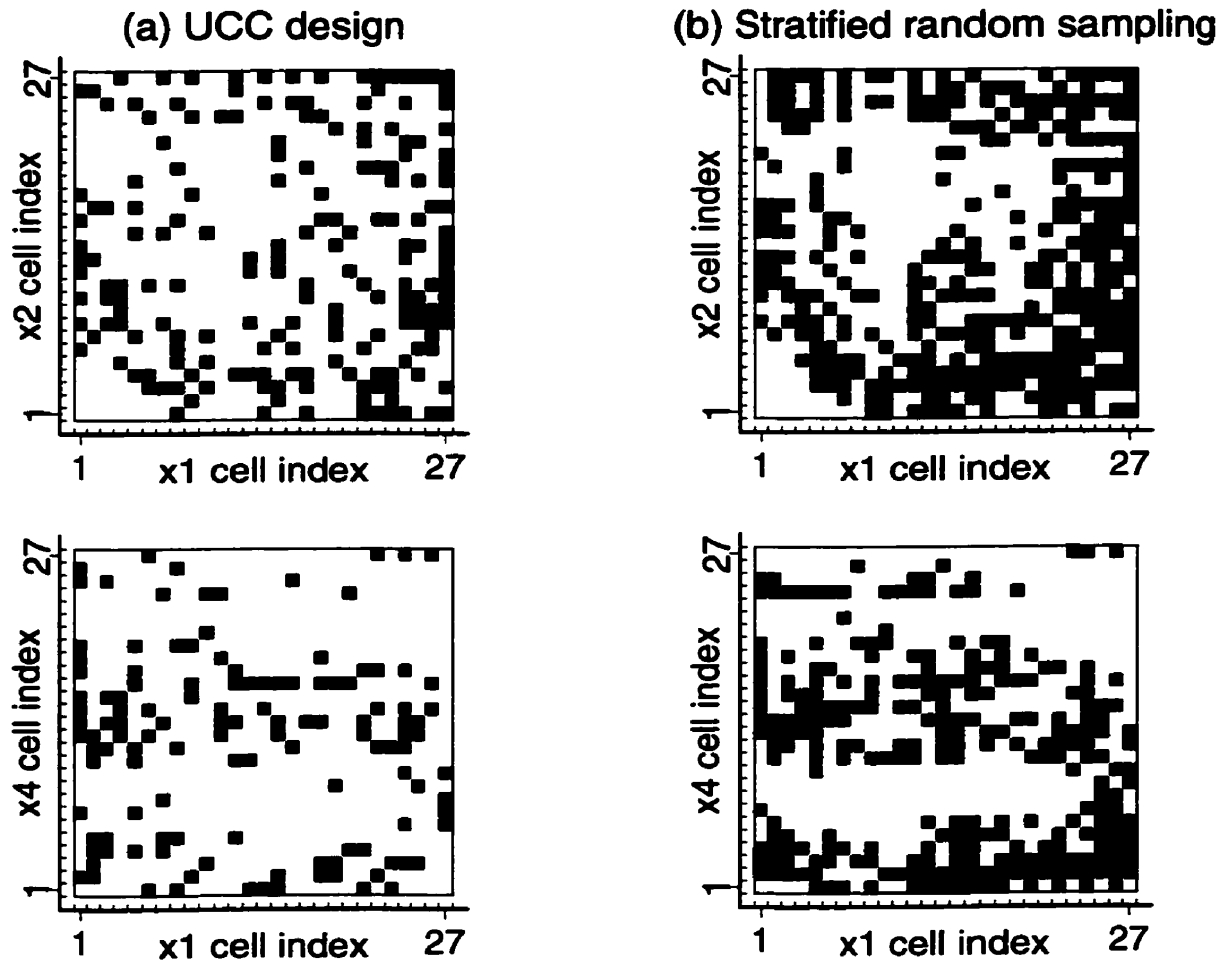 (a) UCC design
(b) Stratified random sampling
27
x2 cell index
1
1
27
x1 cell index
27
x2 cell index
1
1
27
x1 cell index
27
x4 cell index
1
1
27
x1 cell index
27
x4 cell index
1
1
27
x1 cell index